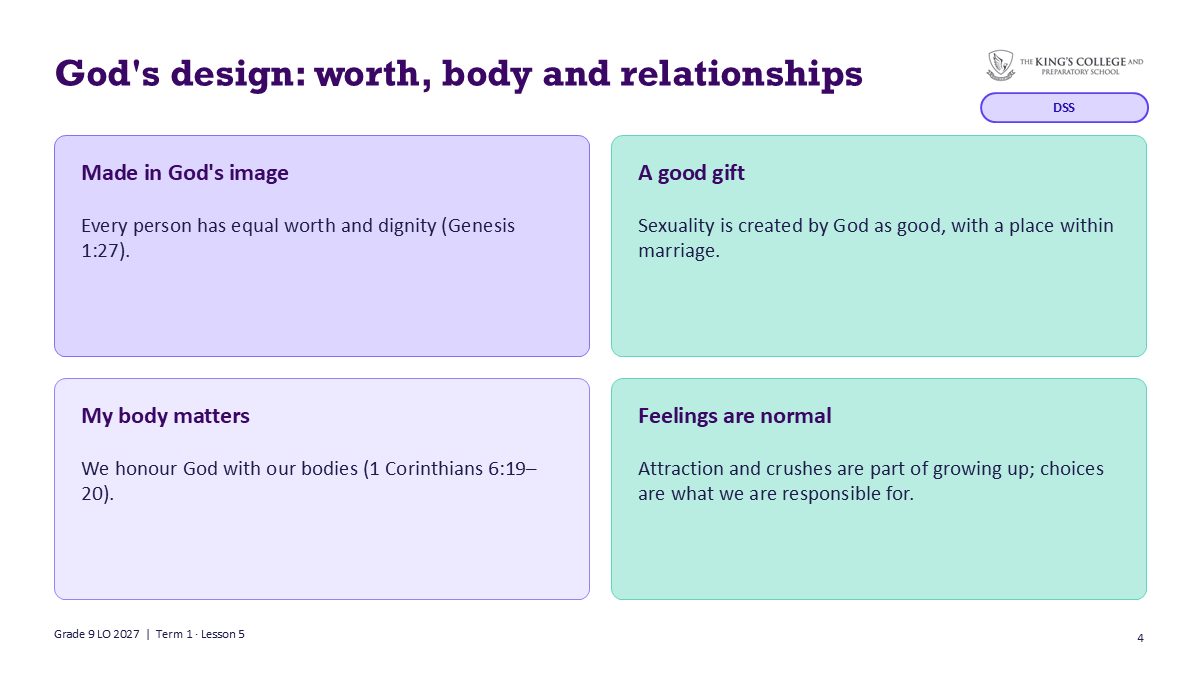 God's design: worth, body and relationships
THE KING'S COLLEGE AND
PREPARATORY SCHOOL
DSS
Made in God's image
Every person has equal worth and dignity (Genesis
1:27).
A good gift
Sexuality is created by God as good, with a place within
marriage.
My body matters
We honour God with our bodies (1 Corinthians 6:19–
20).
Feelings are normal
Attraction and crushes are part of growing up; choices
are what we are responsible for.
Grade 9 LO 2027 | Term 1 · Lesson 5
4